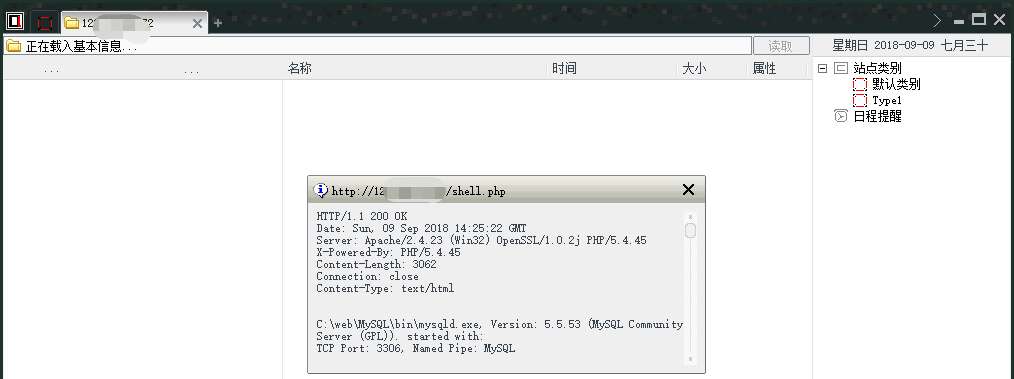 正在载入基本信息...
读取
星期日 2018-09-09 七月三十
... ... 名称 时间 大小 属性
站点类别
默认类别
Type1
日程提醒
http://12 /shell.php
HTTP/1.1 200 OK
Date: Sun, 09 Sep 2018 14:25:22 GMT
Server: Apache/2.4.23 (Win32) OpenSSL/1.0.2j PHP/5.4.45
X-Powered-By: PHP/5.4.45
Content-Length: 3062
Connection: close
Content-Type: text/html
C:\web\MySQL\bin\mysqld.exe, Version: 5.5.53 (MySQL Community
Server (GPL)). started with:
TCP Port: 3306, Named Pipe: MySQL